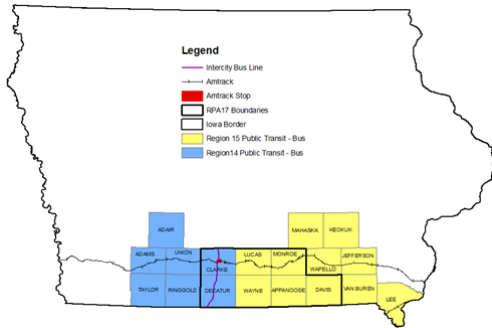 Legend
Intercity Bus Line
Amtrack
Amtrack Stop
RPA17 Boundaries
Iowa Border
Region 15 Public Transit - Bus
Region14 Public Transit - Bus
ADAIR
MAHASKA KEOKUK
ADAMS UNION LUCAS MONROE JEFFERSON
CLARKE WAPELLO
TAYLOR RINGGOLD DECATUR WAYNE APPANOOSE DAVIS VAN BUREN
LEE